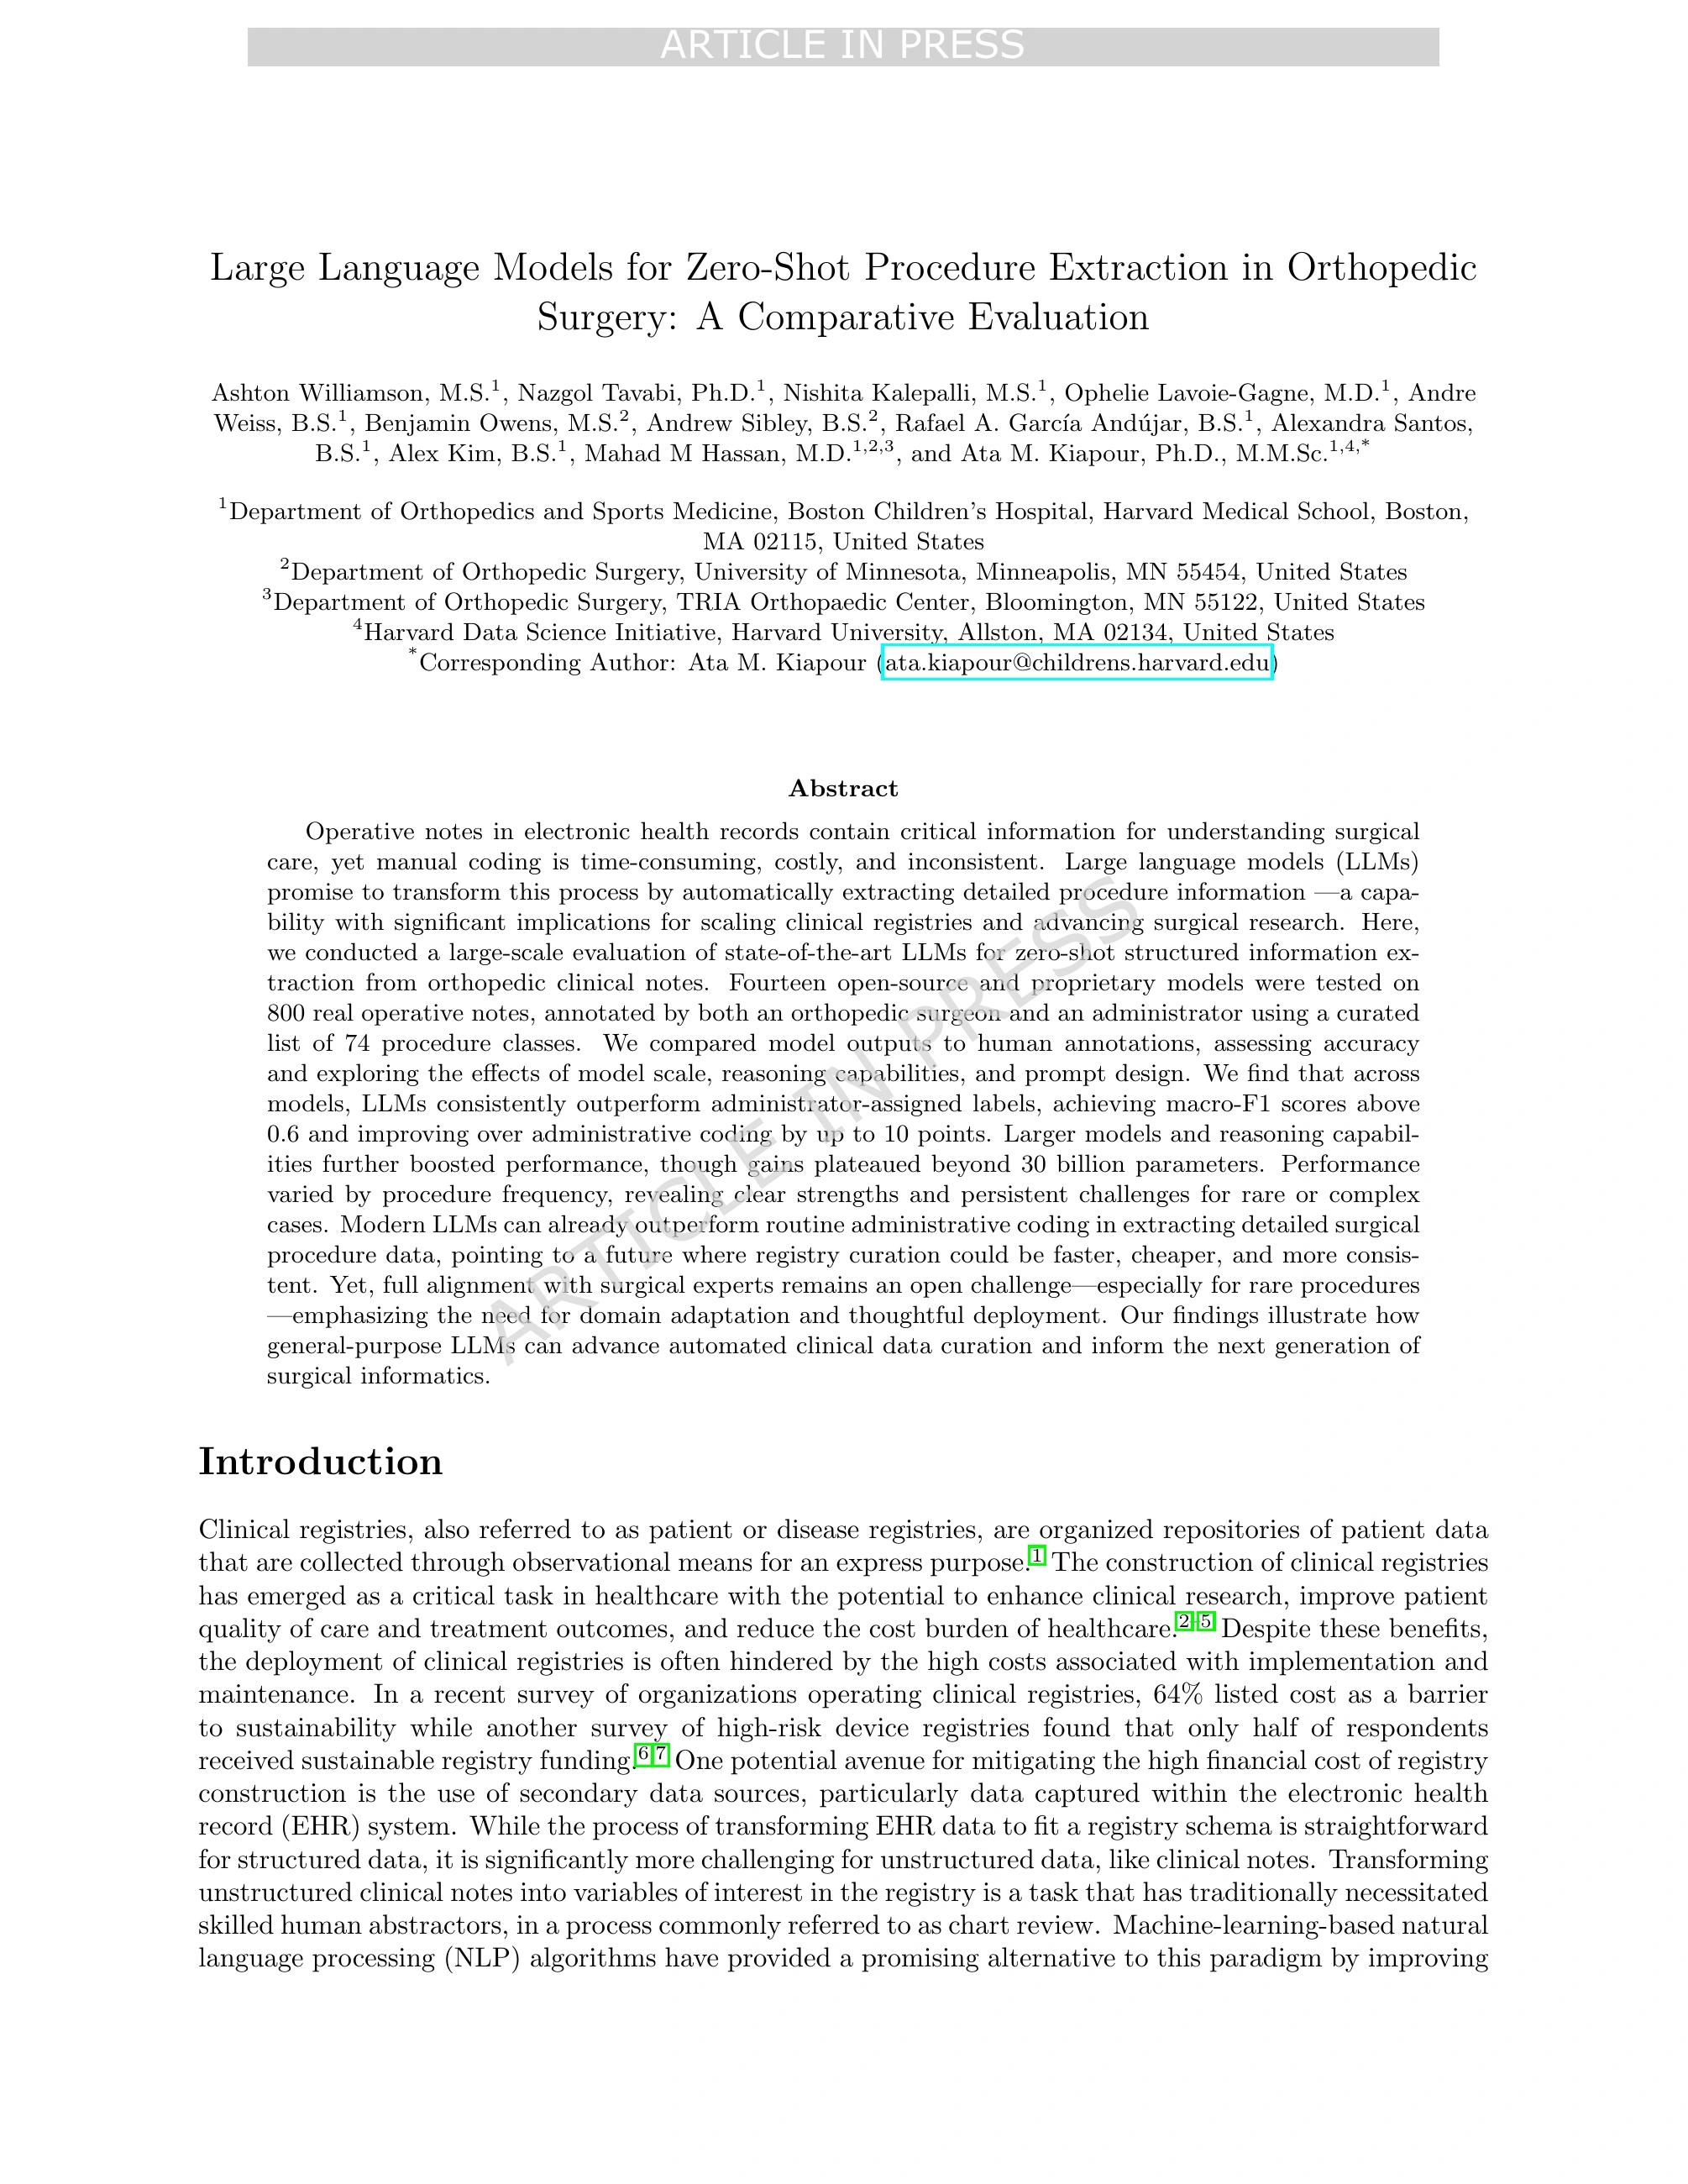 ARTICLE IN PRESS
Large Language Models for Zero-Shot Procedure Extraction in Orthopedic
Surgery: A Comparative Evaluation
Ashton Williamson, M.S.1, Nazgol Tavabi, Ph.D.1, Nishita Kalepalli, M.S.1, Ophelie Lavoie-Gagne, M.D.1, Andre
Weiss, B.S.1, Benjamin Owens, M.S.2, Andrew Sibley, B.S.2, Rafael A. García Andújar, B.S.1, Alexandra Santos,
B.S.1, Alex Kim, B.S.1, Mahad M Hassan, M.D.1,2,3, and Ata M. Kiapour, Ph.D., M.M.Sc.1,4,*
1Department of Orthopedics and Sports Medicine, Boston Children's Hospital, Harvard Medical School, Boston,
MA 02115, United States
2Department of Orthopedic Surgery, University of Minnesota, Minneapolis, MN 55454, United States
3Department of Orthopedic Surgery, TRIA Orthopaedic Center, Bloomington, MN 55122, United States
4Harvard Data Science Initiative, Harvard University, Allston, MA 02134, United States
*Corresponding Author: Ata M. Kiapour (ata.kiapour@childrens.harvard.edu)
Abstract
Operative notes in electronic health records contain critical information for understanding surgical
care, yet manual coding is time-consuming, costly, and inconsistent. Large language models (LLMs)
promise to transform this process by automatically extracting detailed procedure information —a capa-
bility with significant implications for scaling clinical registries and advancing surgical research. Here,
we conducted a large-scale evaluation of state-of-the-art LLMs for zero-shot structured information ex-
traction from orthopedic clinical notes. Fourteen open-source and proprietary models were tested on
800 real operative notes, annotated by both an orthopedic surgeon and an administrator using a curated
list of 74 procedure classes. We compared model outputs to human annotations, assessing accuracy
and exploring the effects of model scale, reasoning capabilities, and prompt design. We find that across
models, LLMs consistently outperform administrator-assigned labels, achieving macro-F1 scores above
0.6 and improving over administrative coding by up to 10 points. Larger models and reasoning capabil-
ities further boosted performance, though gains plateaued beyond 30 billion parameters. Performance
varied by procedure frequency, revealing clear strengths and persistent challenges for rare or complex
cases. Modern LLMs can already outperform routine administrative coding in extracting detailed surgical
procedure data, pointing to a future where registry curation could be faster, cheaper, and more consis-
tent. Yet, full alignment with surgical experts remains an open challenge—especially for rare procedures
—emphasizing the need for domain adaptation and thoughtful deployment. Our findings illustrate how
general-purpose LLMs can advance automated clinical data curation and inform the next generation of
surgical informatics.
ARTICLE IN PRESS
Introduction
Clinical registries, also referred to as patient or disease registries, are organized repositories of patient data
that are collected through observational means for an express purpose.1 The construction of clinical registries
has emerged as a critical task in healthcare with the potential to enhance clinical research, improve patient
quality of care and treatment outcomes, and reduce the cost burden of healthcare.2-5 Despite these benefits,
the deployment of clinical registries is often hindered by the high costs associated with implementation and
maintenance. In a recent survey of organizations operating clinical registries, 64% listed cost as a barrier
to sustainability while another survey of high-risk device registries found that only half of respondents
received sustainable registry funding.6,7 One potential avenue for mitigating the high financial cost of registry
construction is the use of secondary data sources, particularly data captured within the electronic health
record (EHR) system. While the process of transforming EHR data to fit a registry schema is straightforward
for structured data, it is significantly more challenging for unstructured data, like clinical notes. Transforming
unstructured clinical notes into variables of interest in the registry is a task that has traditionally necessitated
skilled human abstractors, in a process commonly referred to as chart review. Machine-learning-based natural
language processing (NLP) algorithms have provided a promising alternative to this paradigm by improving